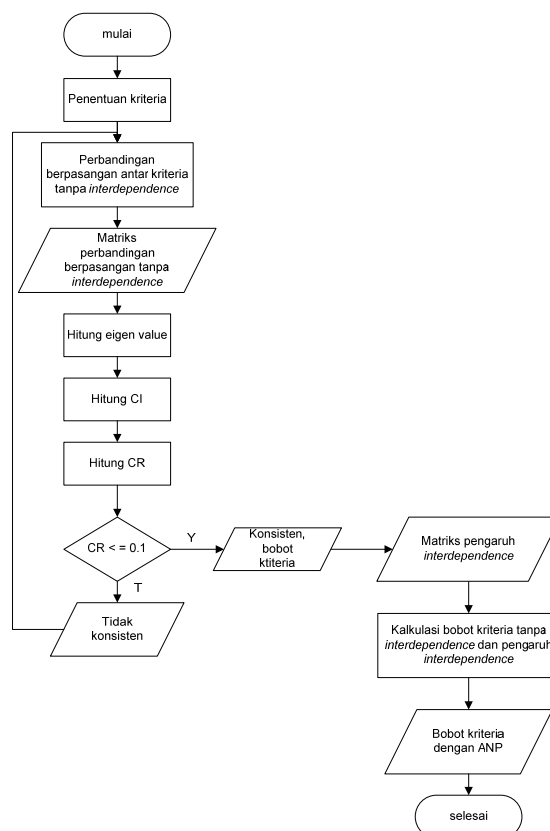 mulai
Penentuan kriteria
Perbandingan
berpasangan antar kriteria
tanpa interdependence
Matriks
perbandingan
berpasangan tanpa
interdependence
Hitung eigen value
Hitung CI
Hitung CR
CR < = 0.1
Y
T
Tidak
konsisten
Konsisten,
bobot
ktiteria
Matriks pengaruh
interdependence
Kalkulasi bobot kriteria tanpa
interdependence dan pengaruh
interdependence
Bobot kriteria
dengan ANP
selesai